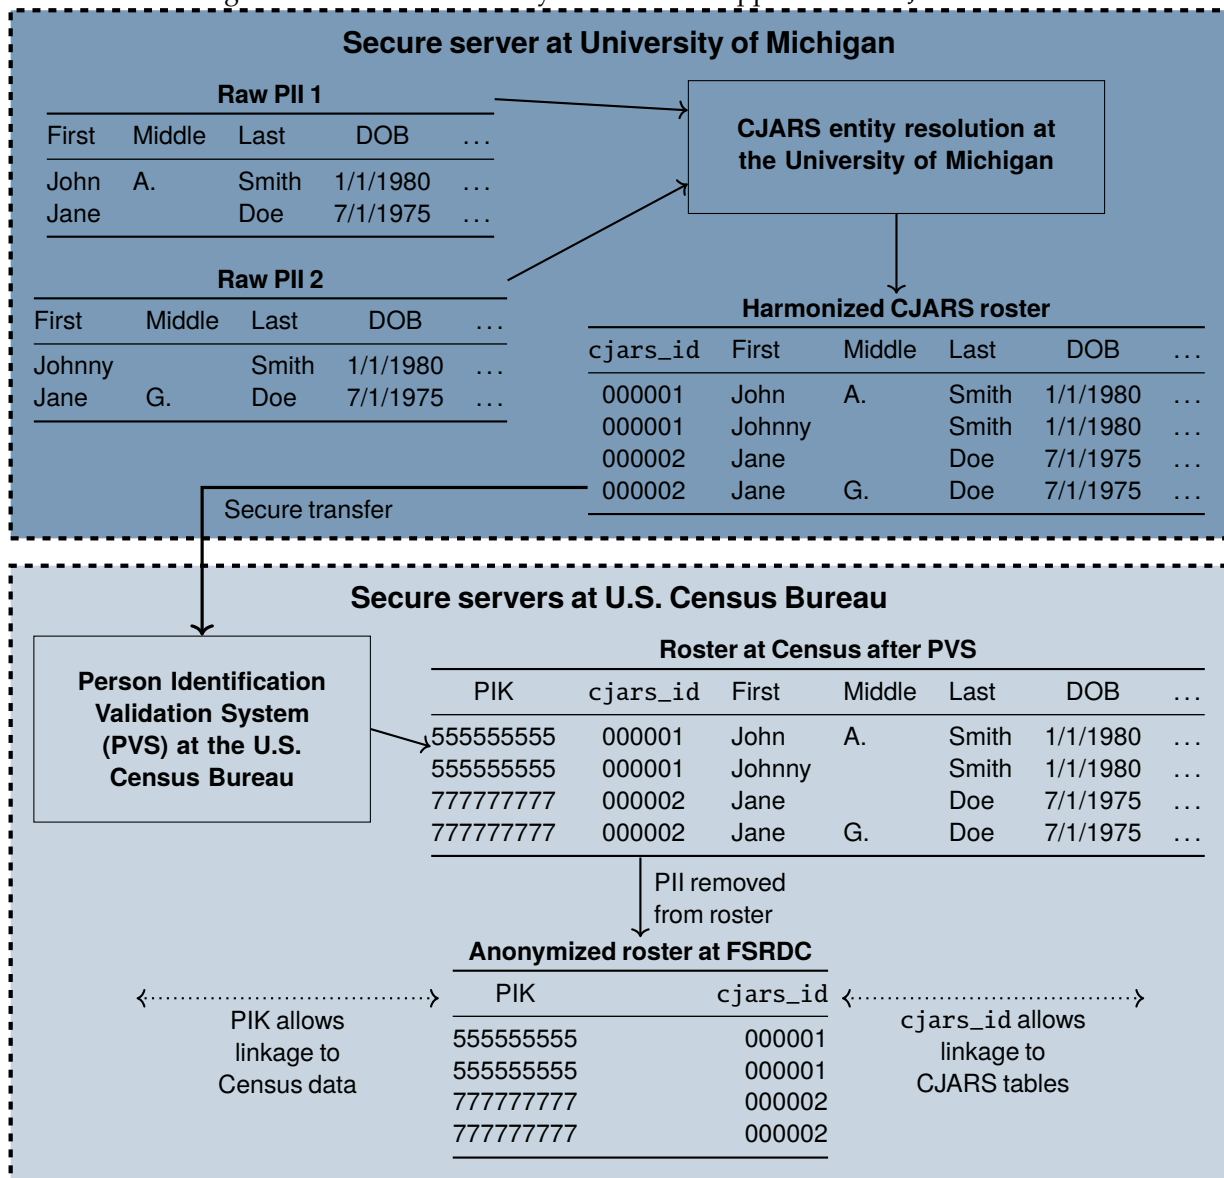 Secure server at University of Michigan
Raw PII 1
First Middle Last DOB ...
John A. Smith 1/1/1980 ...
Jane Doe 7/1/1975 ...
CJARS entity resolution at
the University of Michigan
Raw PII 2
First Middle Last DOB ...
Johnny Smith 1/1/1980 ...
Jane G. Doe 7/1/1975 ...
Harmonized CJARS roster
cjars_id First Middle Last DOB ...
000001 John A. Smith 1/1/1980 ...
000001 Johnny Smith 1/1/1980 ...
000002 Jane Doe 7/1/1975 ...
000002 Jane G. Doe 7/1/1975 ...
Secure transfer
Secure servers at U.S. Census Bureau
Person Identification
Validation System
(PVS) at the U.S.
Census Bureau
Roster at Census after PVS
PIK cjars_id First Middle Last DOB ...
555555555 000001 John A. Smith 1/1/1980 ...
555555555 000001 Johnny Smith 1/1/1980 ...
777777777 000002 Jane Doe 7/1/1975 ...
777777777 000002 Jane G. Doe 7/1/1975 ...
PII removed
from roster
Anonymized roster at FSRDC
PIK cjars_id
555555555 000001
555555555 000001
777777777 000002
777777777 000002
PIK allows
linkage to
Census data
cjars_id allows
linkage to
CJARS tables